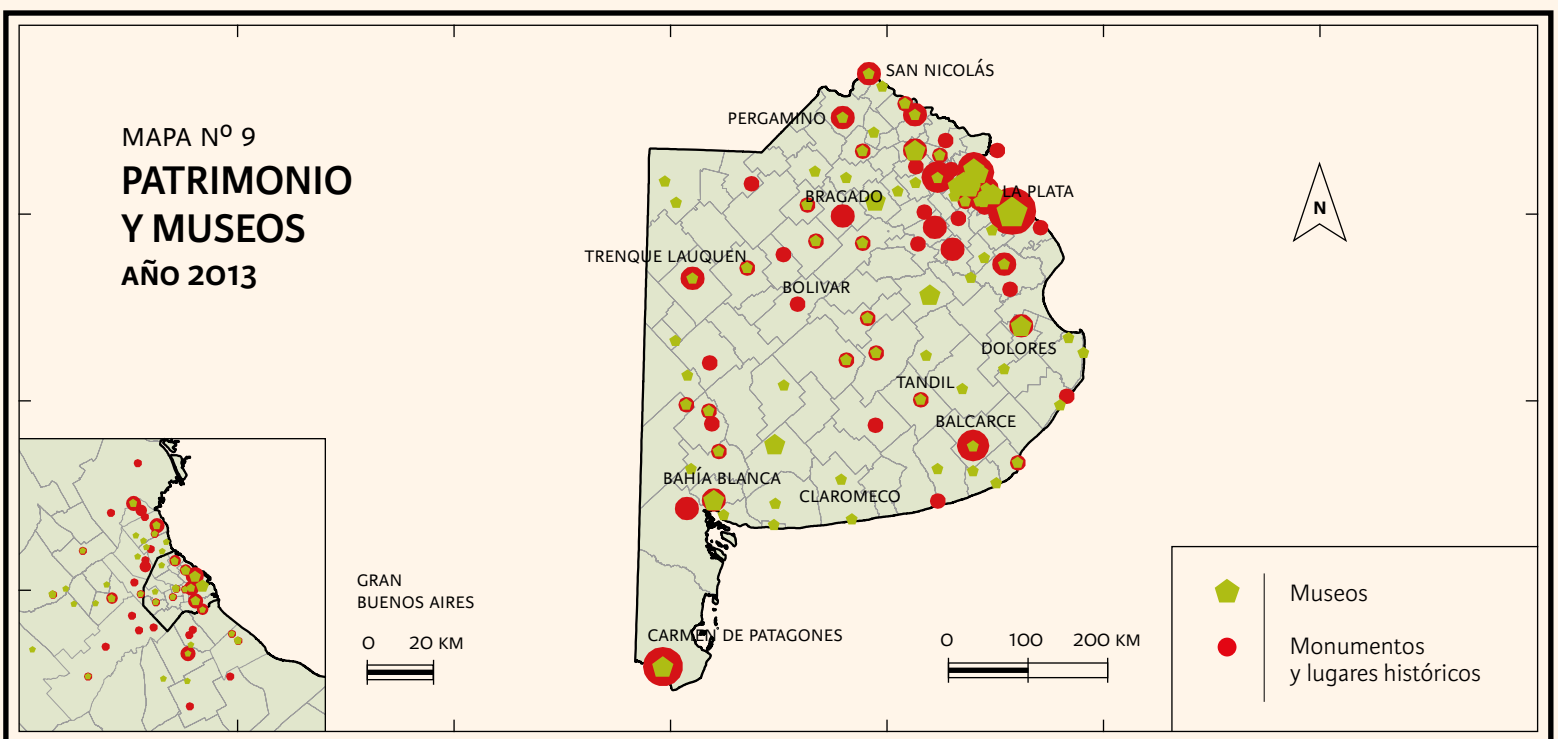 MAPA Nº 9
PATRIMONIO
Y MUSEOS
AÑO 2013
SAN NICOLÁS
PERGAMINO
LA PLATA
BRAGADO
TRENQUE LAUQUEN
BOLIVAR
DOLORES
TANDIL
BALCARCE
BAHÍA BLANCA
CLAROMECO
CARMEN DE PATAGONES
N
GRAN
BUENOS AIRES
0 20 KM
0 100 200 KM
Museos
Monumentos
y lugares históricos